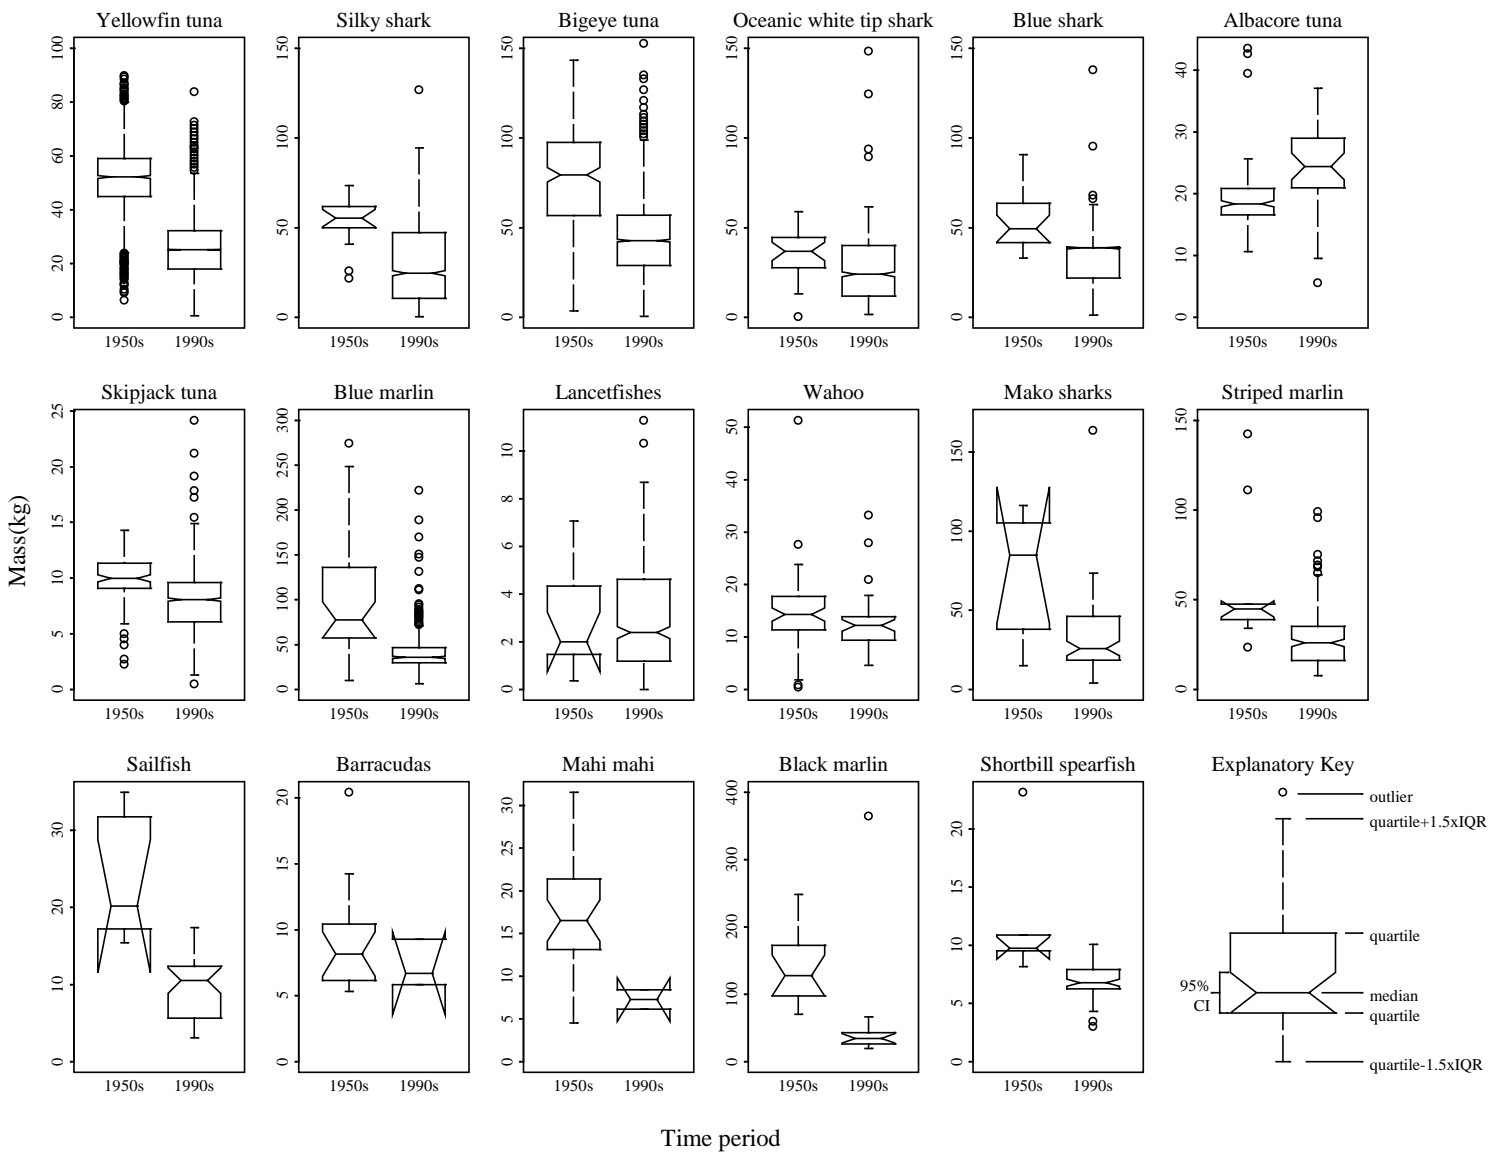 Yellowfin tuna
0 20 40 60 80 100
1950s 1990s
Silky shark
0 50 100 150
1950s 1990s
Bigeye tuna
0 50 100 150
1950s 1990s
Oceanic white tip shark
0 50 100 150
1950s 1990s
Blue shark
0 50 100 150
1950s 1990s
Albacore tuna
0 10 20 30 40
1950s 1990s
Mass(kg)
Skipjack tuna
0 5 10 15 20 25
1950s 1990s
Blue marlin
0 50 100 150 200 250 300
1950s 1990s
Lancetfishes
0 2 4 6 8 10
1950s 1990s
Wahoo
0 10 20 30 40 50
1950s 1990s
Mako sharks
0 50 100 150
1950s 1990s
Striped marlin
0 50 100 150
1950s 1990s
Sailfish
0 10 20 30
1950s 1990s
Barracudas
0 5 10 15 20
1950s 1990s
Mahi mahi
0 5 10 15 20 25 30
1950s 1990s
Black marlin
0 100 200 300 400
1950s 1990s
Shortbill spearfish
0 5 10 15 20
1950s 1990s
Explanatory Key
outlier
quartile+1.5xIQR
quartile
95%
CI
median
quartile
quartile-1.5xIQR
Time period